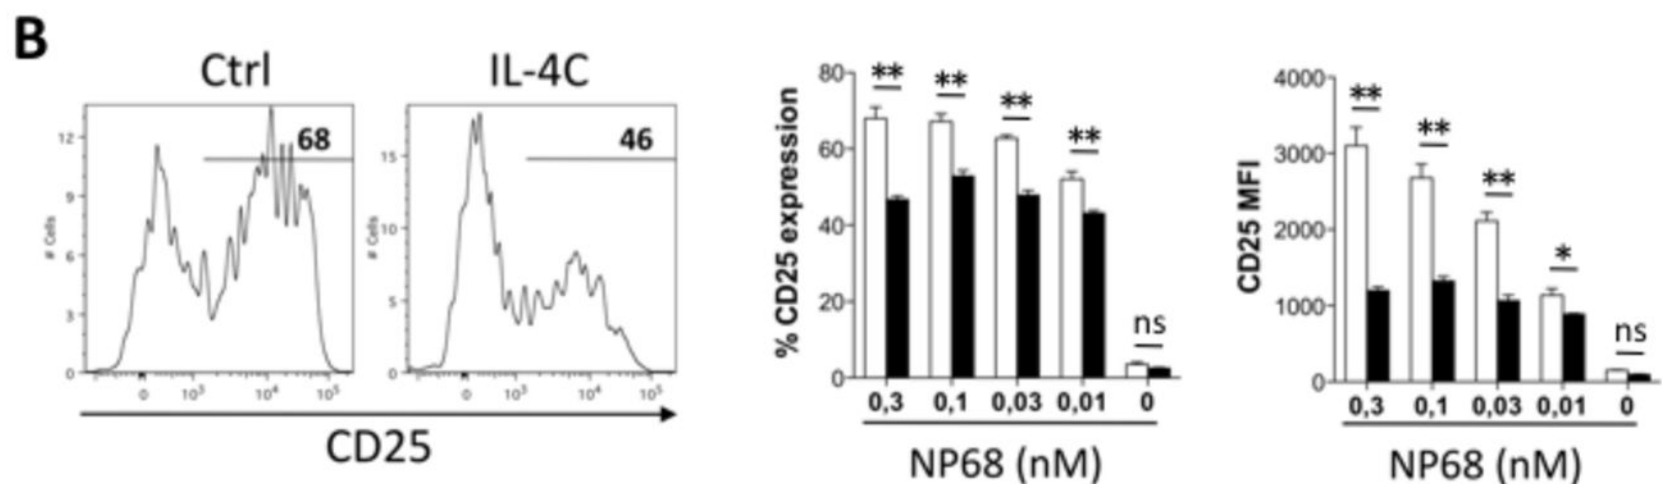 B
Ctrl
IL-4C
68
46
# Cells
12
9
6
3
0
0 10³ 10⁴ 10⁵
# Cells
15
10
5
0
0 10³ 10⁴ 10⁵
CD25
% CD25 expression
80
60
40
20
0
** ** ** ** ns
0,3 0,1 0,03 0,01 0
NP68 (nM)
CD25 MFI
4000
3000
2000
1000
0
** ** ** * ns
0,3 0,1 0,03 0,01 0
NP68 (nM)